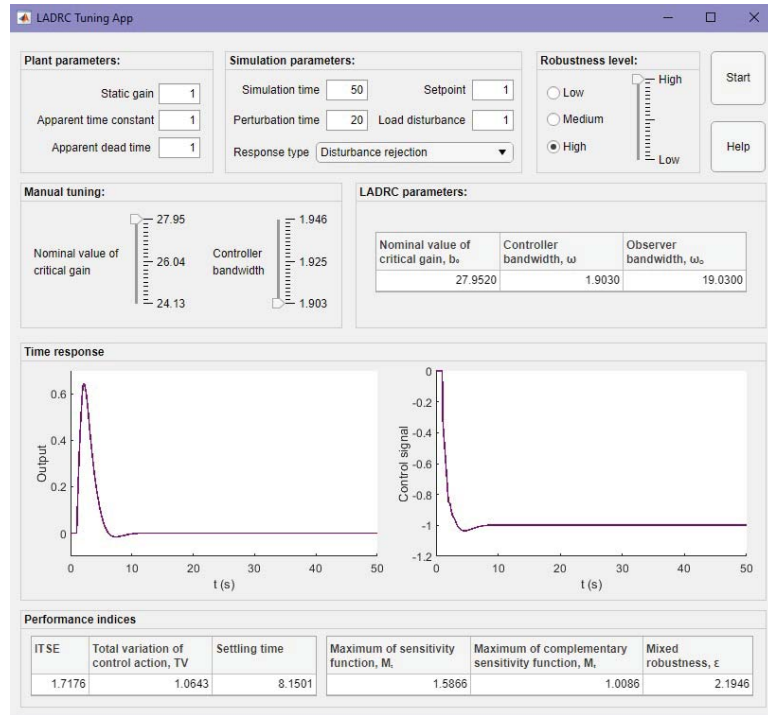 LADRC Tuning App
Plant parameters:
Static gain 1
Apparent time constant 1
Apparent dead time 1
Simulation parameters:
Simulation time 50 Setpoint 1
Perturbation time 20 Load disturbance 1
Response type Disturbance rejection
Robustness level:
Low
Medium
High
High
Low
Start
Help
Manual tuning:
Nominal value of
critical gain
27.95
26.04
24.13
Controller
bandwidth
1.946
1.925
1.903
LADRC parameters:
Nominal value of
critical gain, bₒ
Controller
bandwidth, ω
Observer
bandwidth, ωₒ
27.9520 1.9030 19.0300
Time response
Output
0.6
0.4
0.2
0
0 10 20 30 40 50
t (s)
Control signal
0
-0.2
-0.4
-0.6
-0.8
-1
-1.2
0 10 20 30 40 50
t (s)
Performance indices
ITSE
Total variation of
control action, TV
Settling time
1.7176 1.0643 8.1501
Maximum of sensitivity
function, Mₛ
Maximum of complementary
sensitivity function, Mₜ
Mixed
robustness, ε
1.5866 1.0086 2.1946